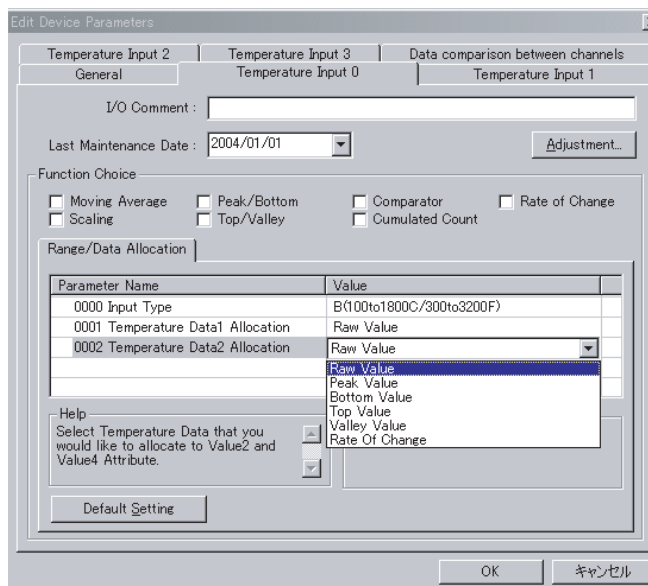 Edit Device Parameters
Temperature Input 2 Temperature Input 3 Data comparison between channels
General Temperature Input 0 Temperature Input 1
I/O Comment :
Last Maintenance Date : 2004/01/01 Adjustment...
Function Choice
Moving Average Peak/Bottom Comparator Rate of Change
Scaling Top/Valley Cumulated Count
Range/Data Allocation
Parameter Name Value
0000 Input Type B(100to1800C/300to3200F)
0001 Temperature Data1 Allocation Raw Value
0002 Temperature Data2 Allocation Raw Value
Raw Value
Peak Value
Bottom Value
Top Value
Valley Value
Rate Of Change
Help
Select Temperature Data that you
would like to allocate to Value2 and
Value4 Attribute.
Default Setting
OK キャンセル